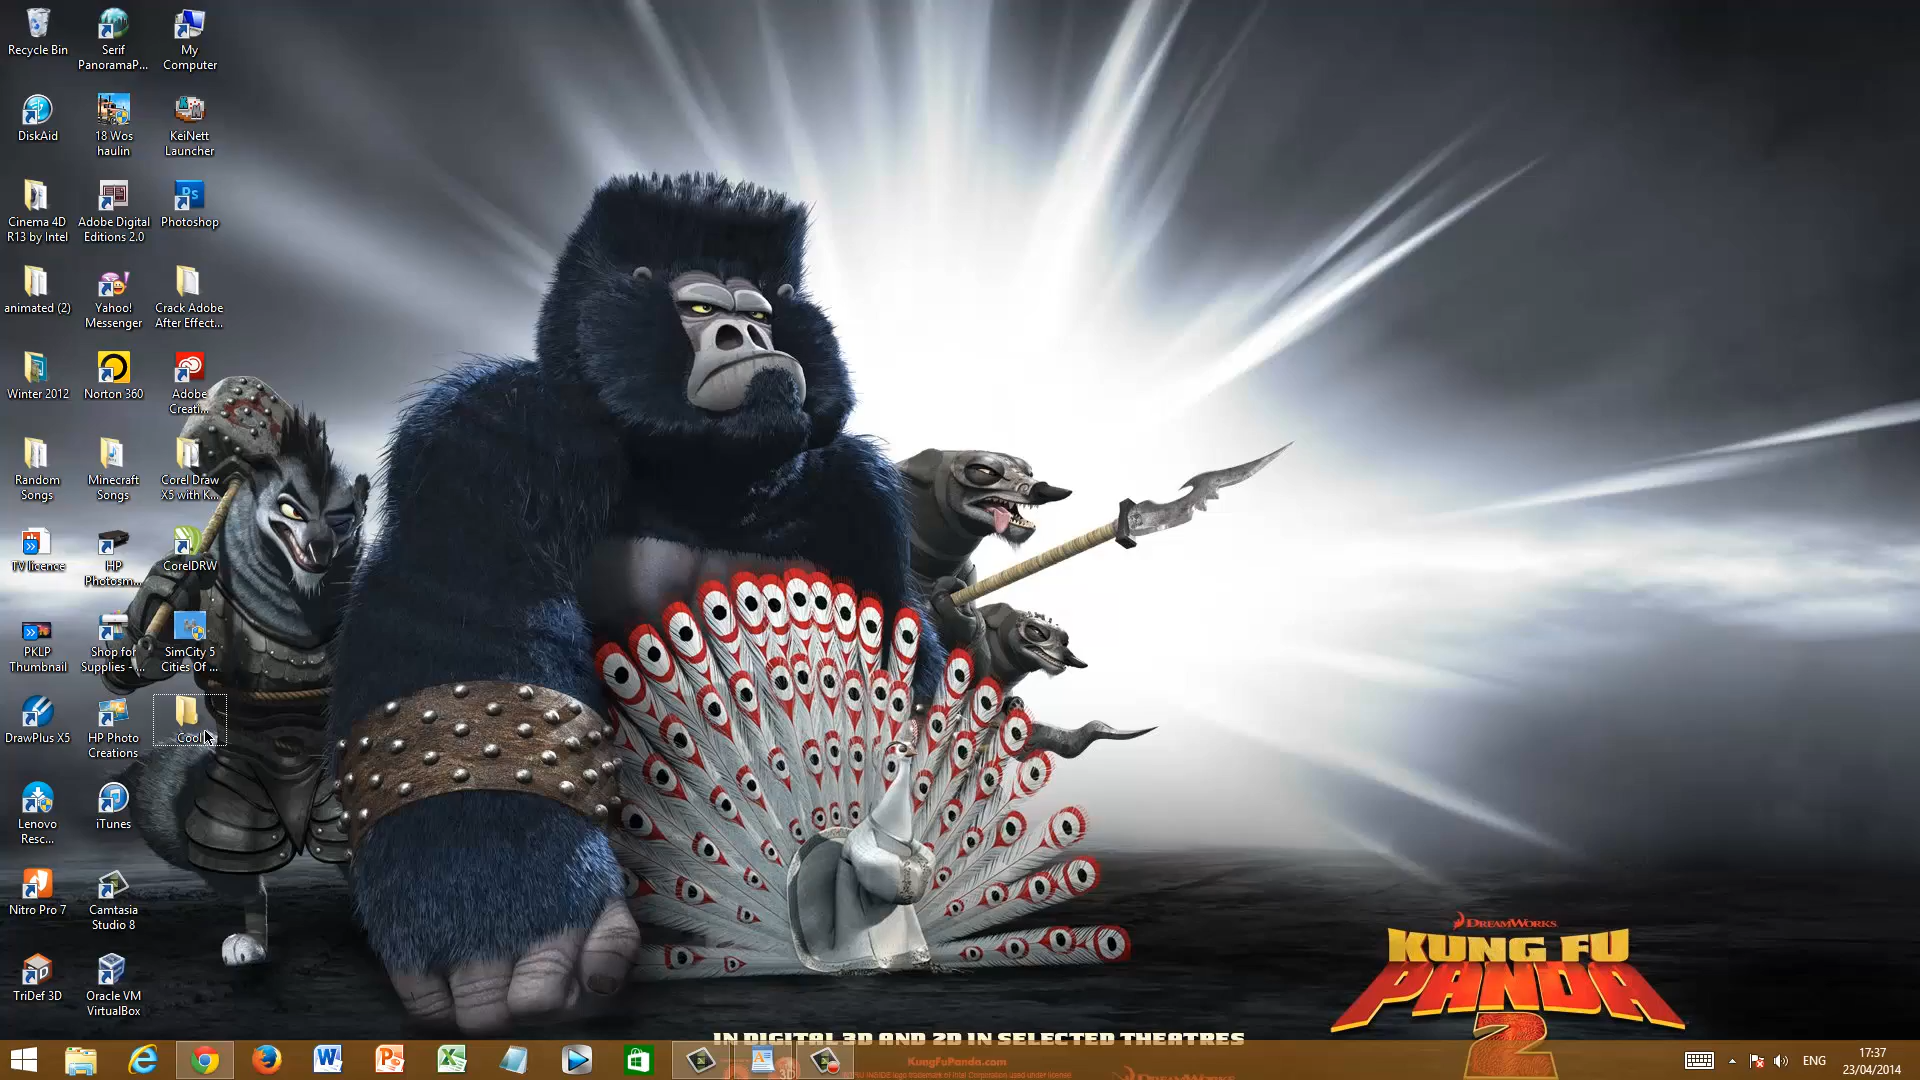 Recycle Bin
Serif
PanoramaP...
My
Computer
DiskAid
18 Wos
haulin
KeiNett
Launcher
Cinema 4D
R13 by Intel
Adobe Digital
Editions 2.0
Ps
Photoshop
animated (2)
Yahoo!
Messenger
Crack Adobe
After Effect...
Winter 2012
Norton 360
Adobe
Creati...
Random
Songs
Minecraft
Songs
Corel Draw
X5 with K...
TV licence
HP
Photosm...
CorelDRW
PKLP
Thumbnail
Shop for
Supplies - ...
SimCity 5
Cities Of ...
DrawPlus X5
HP Photo
Creations
Cool
Lenovo
Resc...
iTunes
Nitro Pro 7
Camtasia
Studio 8
TriDef 3D
Oracle VM
VirtualBox
DREAMWORKS
KUNG FU
PANDA
2
IN DIGITAL 3D AND 2D IN SELECTED THEATRES
KungFuPanda.com
ENG
17:37
23/04/2014